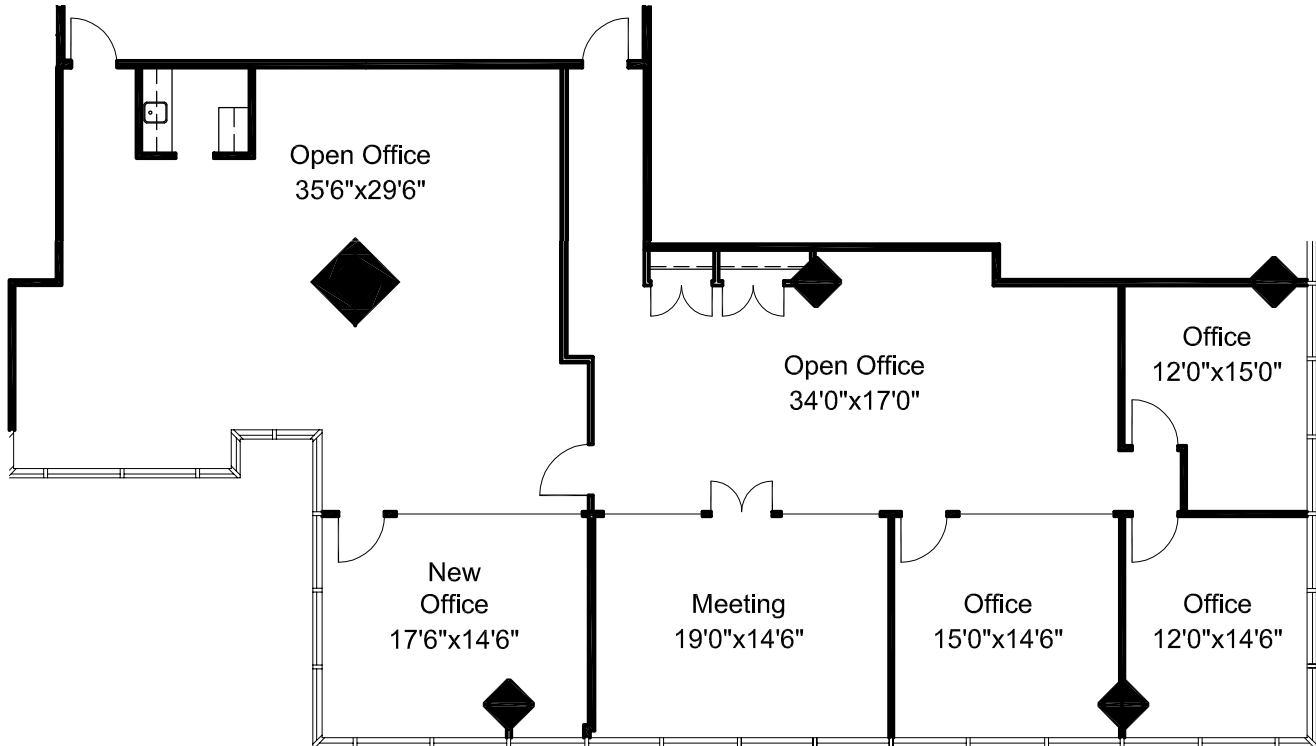 Open Office
35'6"x29'6"
Open Office
34'0"x17'0"
Office
12'0"x15'0"
New
Office
17'6"x14'6"
Meeting
19'0"x14'6"
Office
15'0"x14'6"
Office
12'0"x14'6"